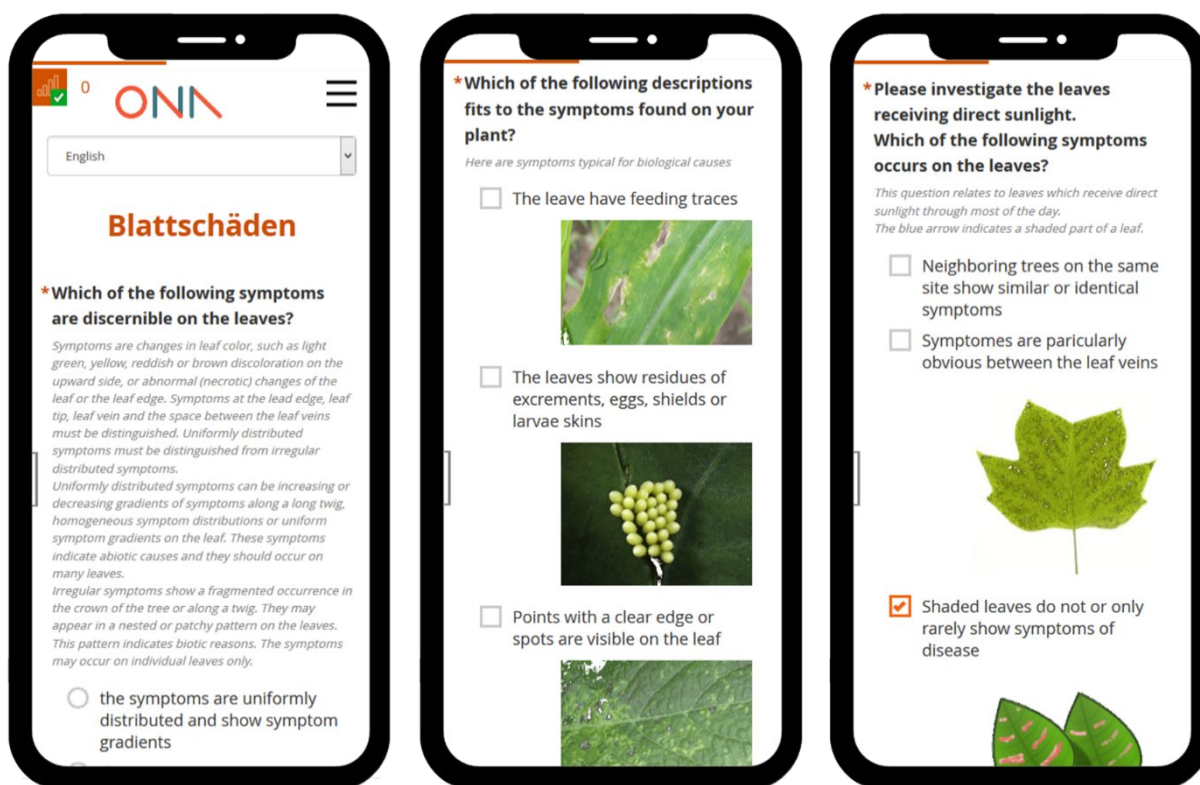 0
ONA
English
Blattschäden
*Which of the following symptoms
are discernible on the leaves?
Symptoms are changes in leaf color, such as light
green, yellow, reddish or brown discoloration on the
upward side, or abnormal (necrotic) changes of the
leaf or the leaf edge. Symptoms at the lead edge, leaf
tip, leaf vein and the space between the leaf veins
must be distinguished. Uniformly distributed
symptoms must be distinguished from irregular
distributed symptoms.
Uniformly distributed symptoms can be increasing or
decreasing gradients of symptoms along a long twig,
homogeneous symptom distributions or uniform
symptom gradients on the leaf. These symptoms
indicate abiotic causes and they should occur on
many leaves.
Irregular symptoms show a fragmented occurrence in
the crown of the tree or along a twig. They may
appear in a nested or patchy pattern on the leaves.
This pattern indicates biotic reasons. The symptoms
may occur on individual leaves only.
the symptoms are uniformly
distributed and show symptom
gradients
*Which of the following descriptions
fits to the symptoms found on your
plant?
Here are symptoms typical for biological causes
The leave have feeding traces
The leaves show residues of
excrements, eggs, shields or
larvae skins
Points with a clear edge or
spots are visible on the leaf
*Please investigate the leaves
receiving direct sunlight.
Which of the following symptoms
occurs on the leaves?
This question relates to leaves which receive direct
sunlight through most of the day.
The blue arrow indicates a shaded part of a leaf.
Neighboring trees on the same
site show similar or identical
symptoms
Symptomes are paricularly
obvious between the leaf veins
Shaded leaves do not or only
rarely show symptoms of
disease